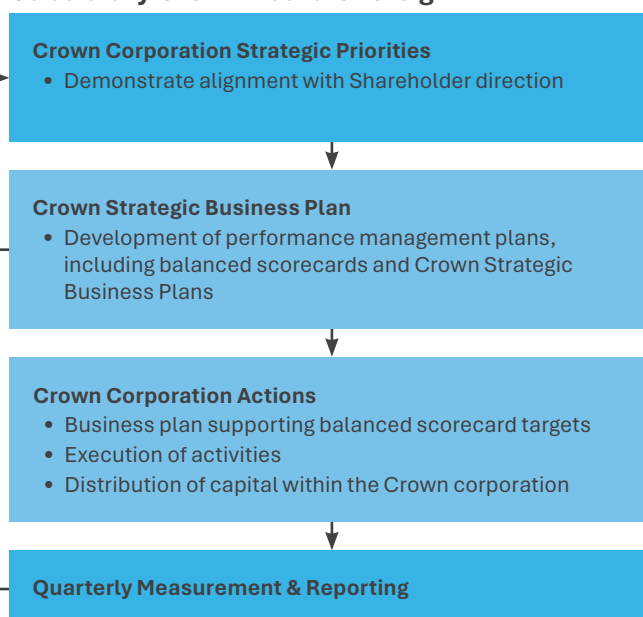 Crown Corporation Strategic Priorities
• Demonstrate alignment with Shareholder direction
Crown Strategic Business Plan
• Development of performance management plans,
including balanced scorecards and Crown Strategic
Business Plans
Crown Corporation Actions
• Business plan supporting balanced scorecard targets
• Execution of activities
• Distribution of capital within the Crown corporation
Quarterly Measurement & Reporting